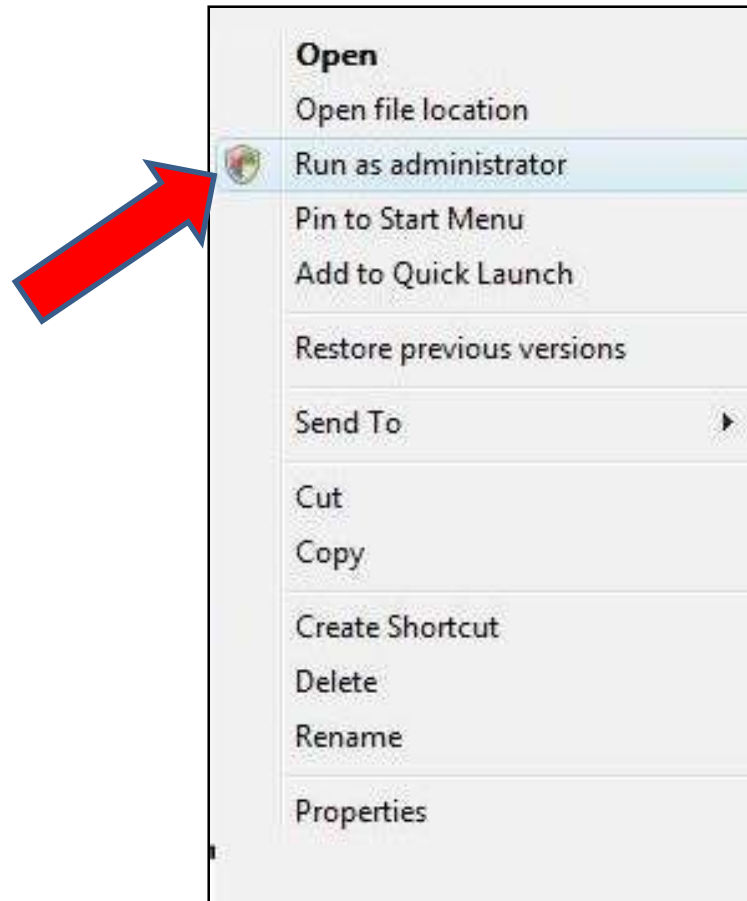 Open
Open file location
Run as administrator
Pin to Start Menu
Add to Quick Launch
Restore previous versions
Send To
Cut
Copy
Create Shortcut
Delete
Rename
Properties